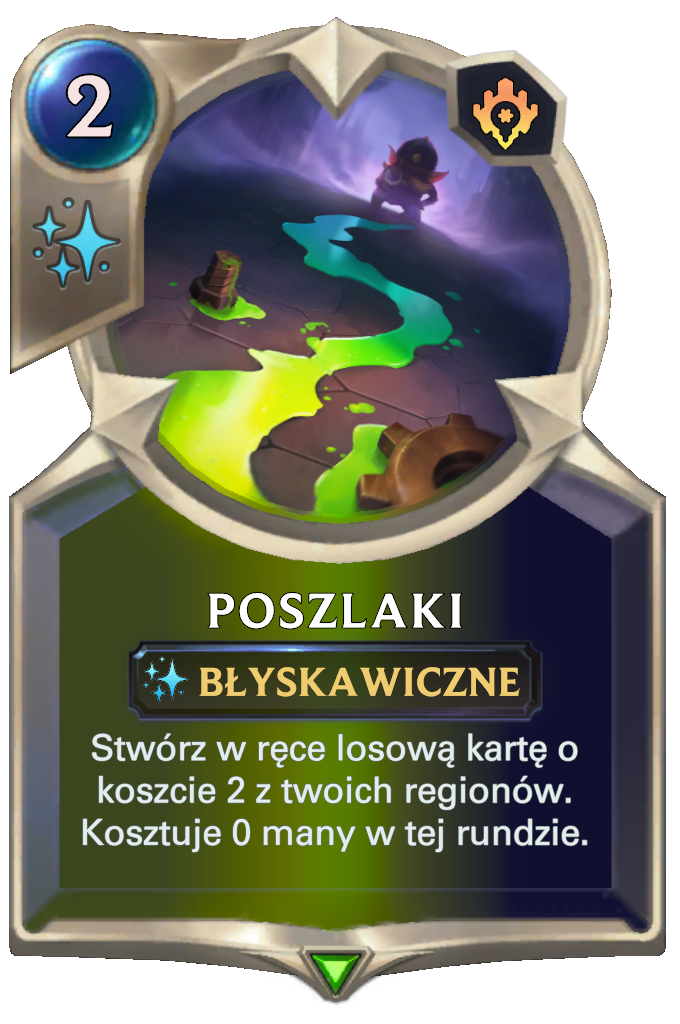 2
POSZLAKI
BŁYSKAWICZNE
Stwórz w ręce losową kartę o
koszcie 2 z twoich regionów.
Kosztuje 0 many w tej rundzie.